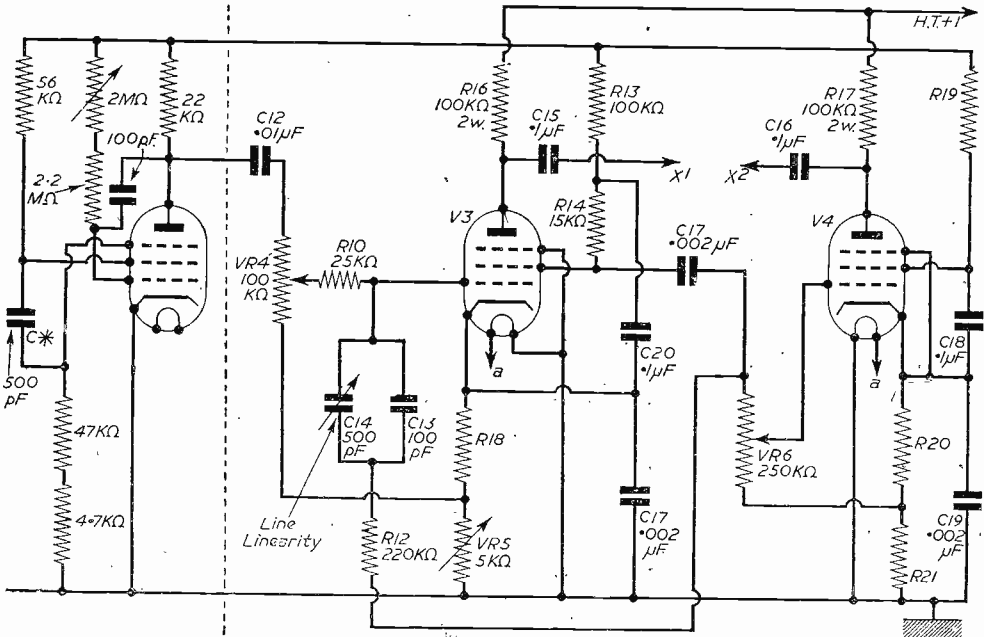 H.T.+1
56
KΩ
2MΩ
22
KΩ
100pF.
2·2
MΩ
C*
500
pF
47KΩ
4·7KΩ
C12
·01µF
VR4
100
KΩ
R10
25KΩ
C14
500
pF
C13
100
pF
Line
Linearity
R12
220KΩ
R16
100KΩ
2w.
C15
·1µF
R13
100KΩ
X1
R14
15KΩ
V3
C17
·002µF
a
C20
·1µF
R18
VR5
5KΩ
C17
·002
µF
R17
100KΩ
2w.
C16
·1µF
X2
R19
V4
a
C18
·1µF
VR6
250KΩ
R20
C19
·002
µF
R21